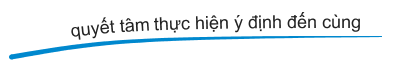 quyết tâm thực hiện ý định đến cùng